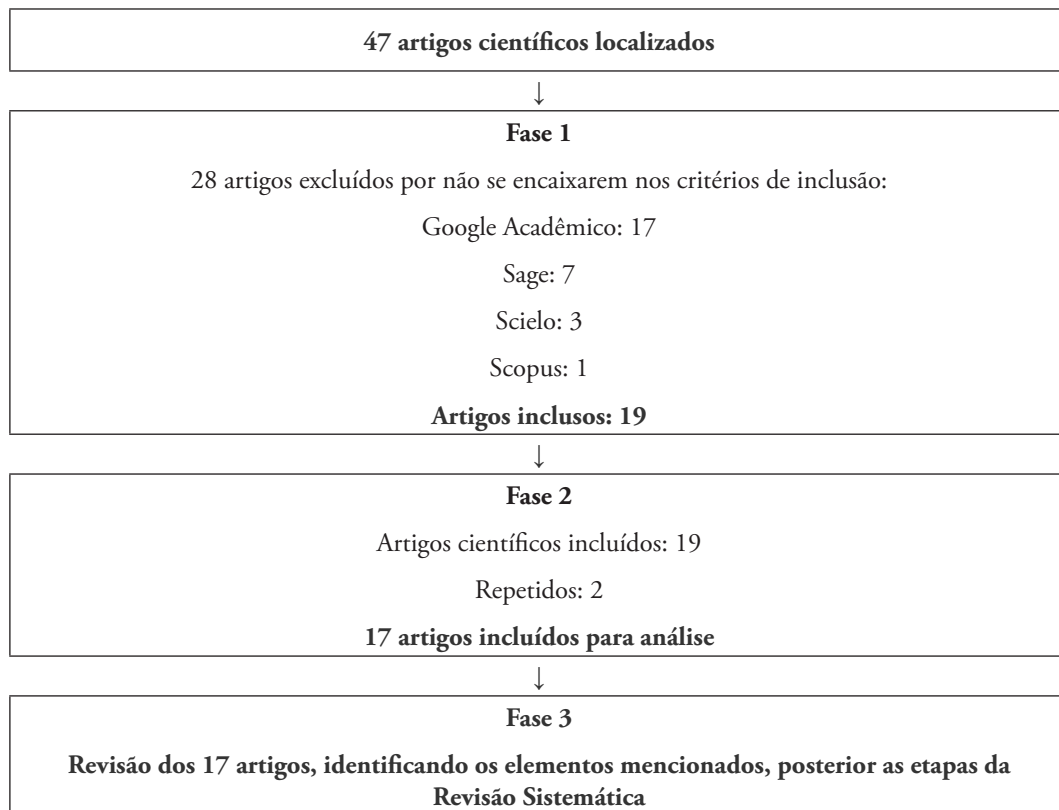 47 artigos científicos localizados
↓
Fase 1
28 artigos excluídos por não se encaixarem nos critérios de inclusão:
Google Acadêmico: 17
Sage: 7
Scielo: 3
Scopus: 1
Artigos inclusos: 19
↓
Fase 2
Artigos científicos incluídos: 19
Repetidos: 2
17 artigos incluídos para análise
↓
Fase 3
Revisão dos 17 artigos, identificando os elementos mencionados, posterior as etapas da
Revisão Sistemática